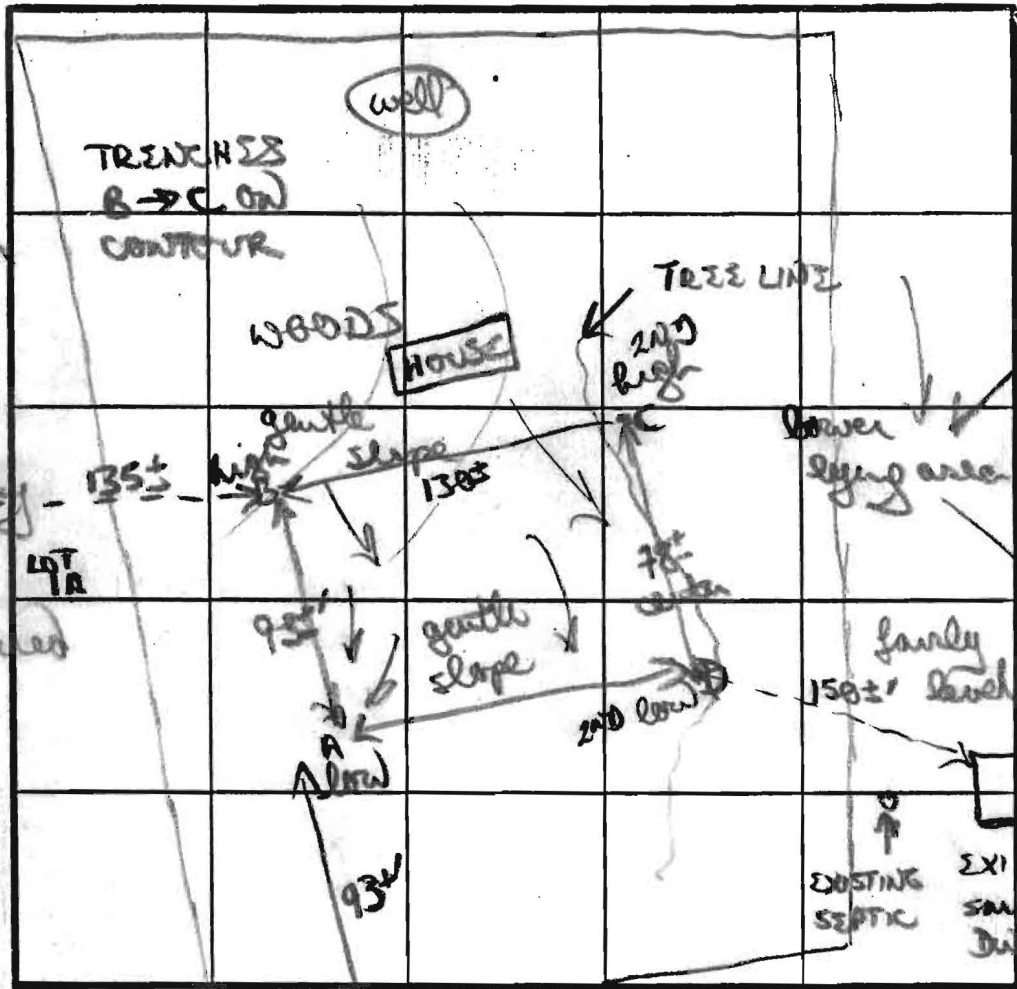 well
TRENCHES
B → C ON
CONTOUR
TREE LINE
WOODS
HOUSE
2ND
high
C
gentle
slope
high
135±
130±
lower
lying area
78±
95±'
gentle
slope
fairly
level
150±'
D
2ND low
A
low
93±
EXISTING
SEPTIC